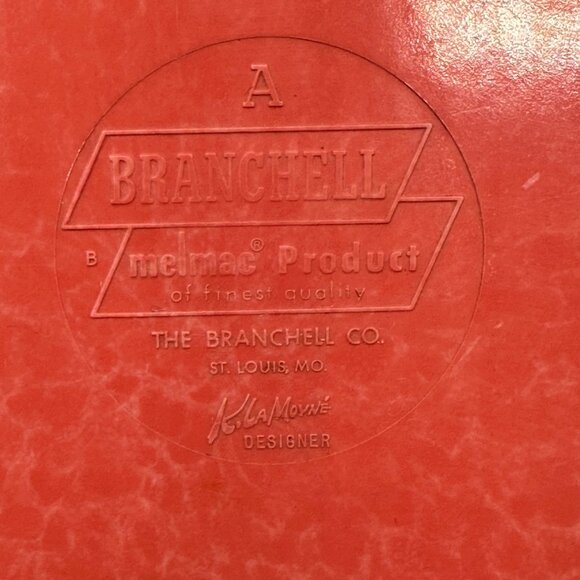 A
BRANCHELL
B
melmac® Product
of finest quality
THE BRANCHELL CO.
ST. LOUIS, MO.
K. LaMoyne
DESIGNER